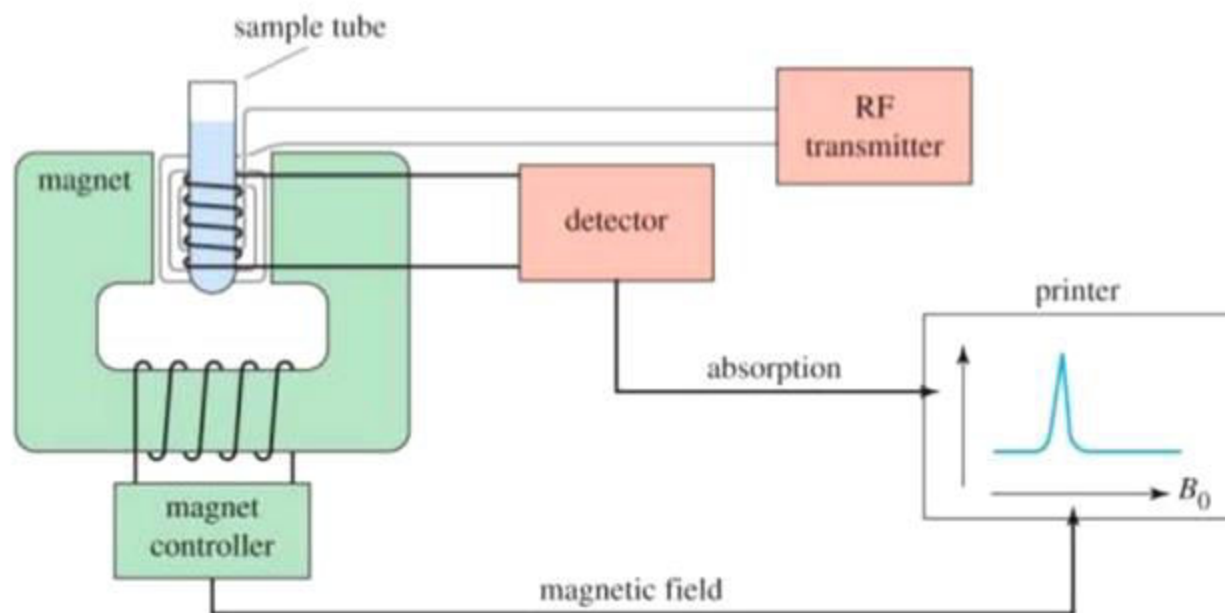 sample tube
RF
transmitter
magnet
detector
printer
absorption
B₀
magnet
controller
magnetic field